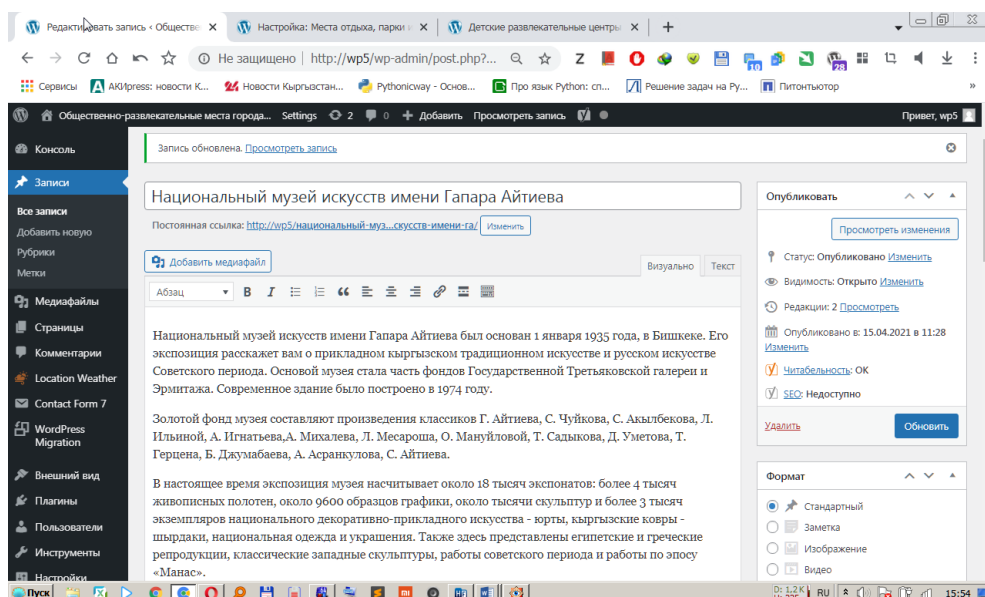 Редактировать запись ‹ Обществе
Настройка: Места отдыха, парки и
Детские развлекательные центры
Не защищено | http://wp5/wp-admin/post.php?...
Z
10
28
Сервисы
АКИpress: новости К...
Новости Кыргызстан...
Pythonicway - Основ...
Про язык Python: сп...
Решение задач на Ру...
Питонтьютор
»
Общественно-развлекательные места города...
Settings
2
0
Добавить
Просмотреть запись
Привет, wp5
Консоль
Записи
Все записи
Добавить новую
Рубрики
Метки
Медиафайлы
Страницы
Комментарии
Location Weather
Contact Form 7
WordPress
Migration
Внешний вид
Плагины
Пользователи
Инструменты
Настройки
Запись обновлена. Просмотреть запись
Национальный музей искусств имени Гапара Айтиева
Постоянная ссылка: http://wp5/национальный-муз...скусств-имени-га/ Изменить
Добавить медиафайл
Визуально
Текст
Абзац
B I
Национальный музей искусств имени Гапара Айтиева был основан 1 января 1935 года, в Бишкеке. Его
экспозиция расскажет вам о прикладном кыргызском традиционном искусстве и русском искусстве
Советского периода. Основой музея стала часть фондов Государственной Третьяковской галереи и
Эрмитажа. Современное здание было построено в 1974 году.
Золотой фонд музея составляют произведения классиков Г. Айтиева, С. Чуйкова, С. Акылбекова, Л.
Ильиной, А. Игнатьева,А. Михалева, Л. Месароша, О. Мануйловой, Т. Садыкова, Д. Уметова, Т.
Герцена, Б. Джумабаева, А. Асранкулова, С. Айтиева.
В настоящее время экспозиция музея насчитывает около 18 тысяч экспонатов: более 4 тысяч
живописных полотен, около 9600 образцов графики, около тысячи скульптур и более 3 тысяч
экземпляров национального декоративно-прикладного искусства - юрты, кыргызские ковры -
шырдаки, национальная одежда и украшения. Также здесь представлены египетские и греческие
репродукции, классические западные скульптуры, работы советского периода и работы по эпосу
«Манас».
Опубликовать
Просмотреть изменения
Статус: Опубликовано Изменить
Видимость: Открыто Изменить
Редакции: 2 Просмотреть
Опубликовано в: 15.04.2021 в 11:28
Изменить
Читабельность: OK
SEO: Недоступно
Удалить
Обновить
Формат
Стандартный
Заметка
Изображение
Видео
Пуск
D: 1,2 K
RU
15:54